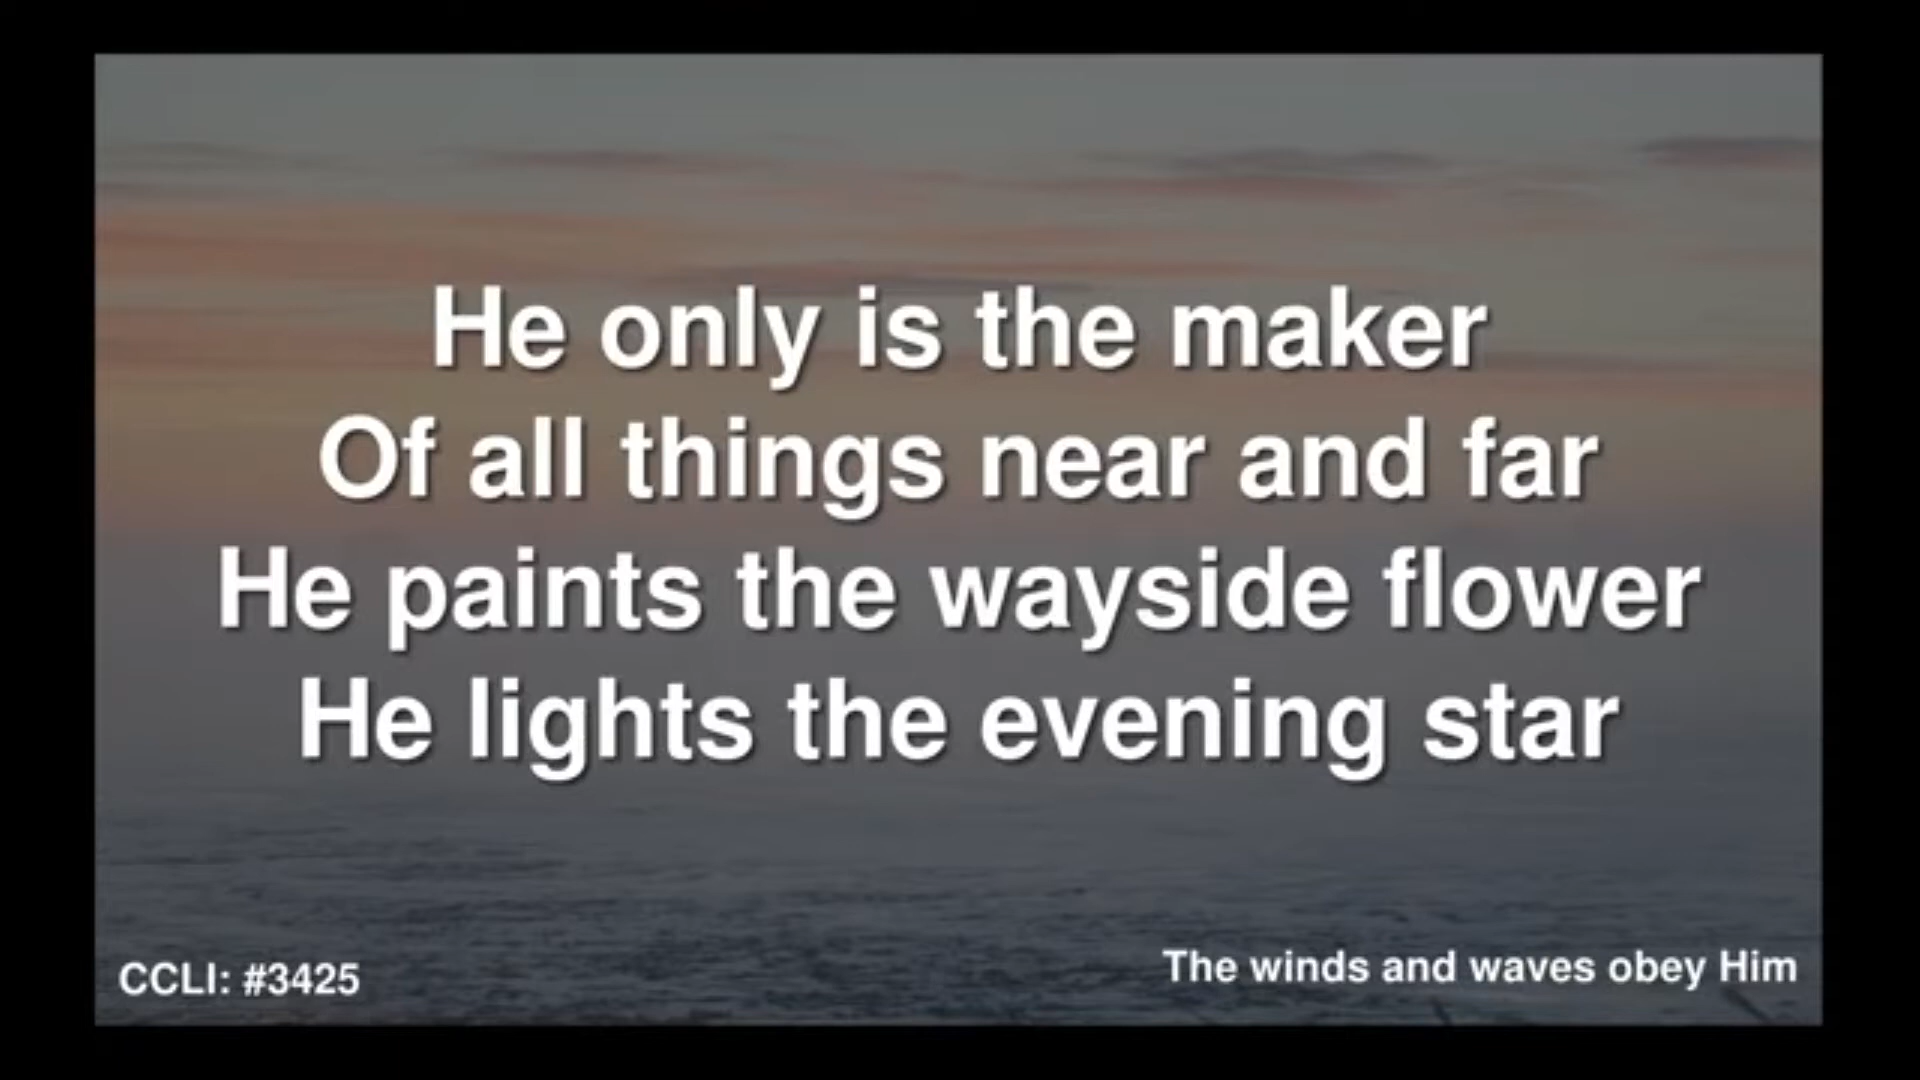 He only is the maker
Of all things near and far
He paints the wayside flower
He lights the evening star
CCLI: #3425
The winds and waves obey Him